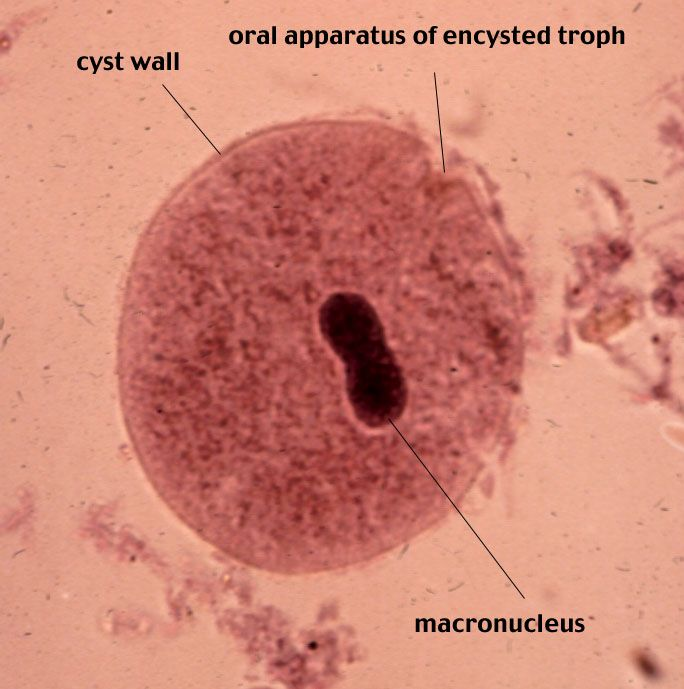 oral apparatus of encysted troph
cyst wall
macronucleus